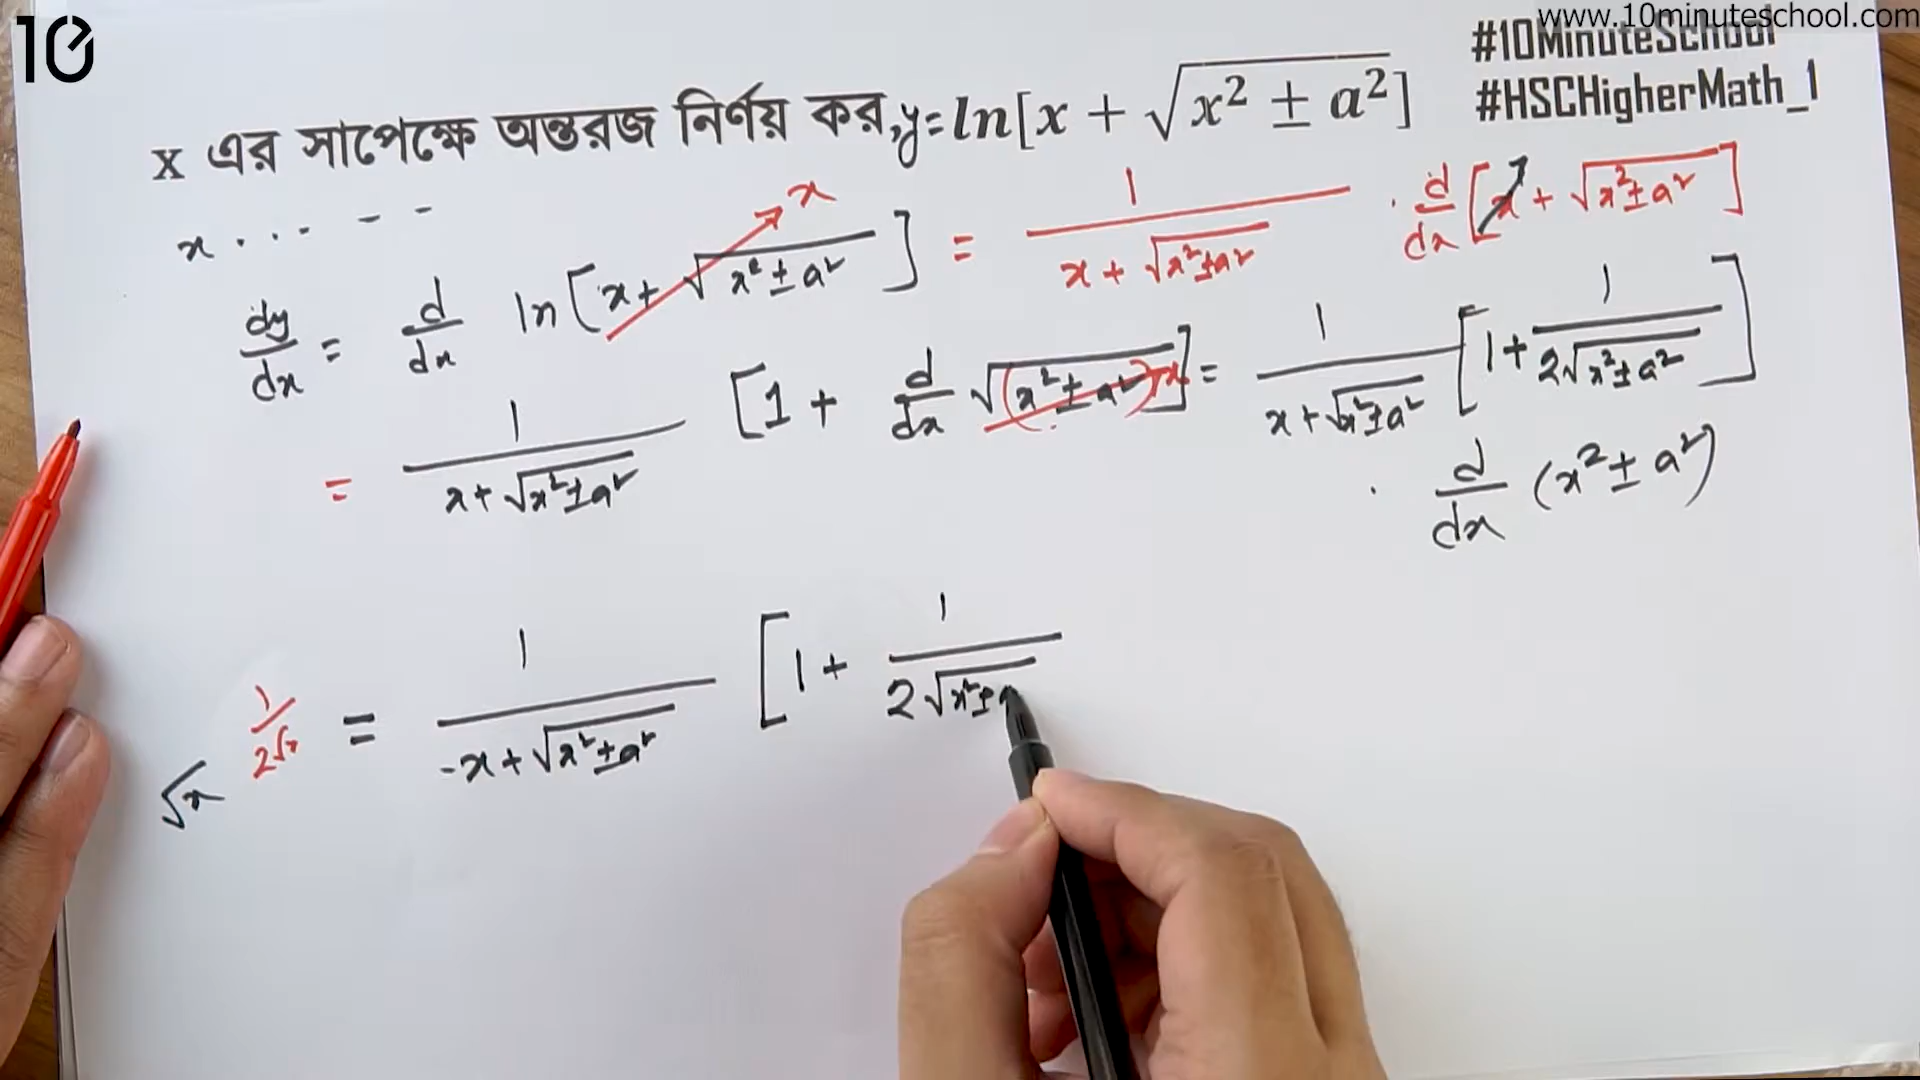 10
www.10minuteschool.com
#10MinuteSchool
#HSCHigherMath_1
x এর সাপেক্ষে অন্তরজ নির্ণয় কর, y = ln[x + √(x² ± a²)]
x . . . - -
dy/dx = d/dx ln[x + √(x² ± a²)] → x = 1/(x + √(x² ± a²)) · d/dx [x + √(x² ± a²)]
= 1/(x + √(x² ± a²)) [1 + d/dx √(x² ± a²) x] = 1/(x + √(x² ± a²)) [1 + 1/(2√(x² ± a²))]
· d/dx (x² ± a²)
√x 1/(2√x) = 1/(x + √(x² ± a²)) [1 + 1/(2√(x² ± a